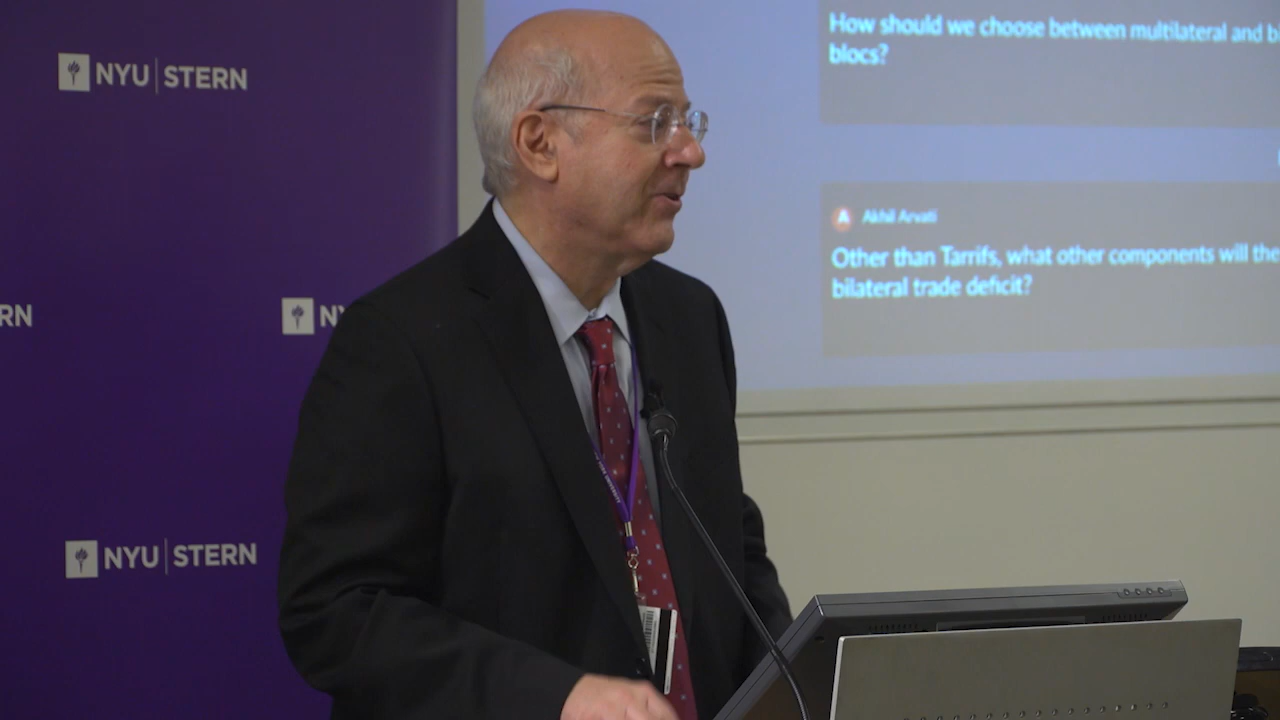 NYU STERN
RN
NY
NYU STERN
How should we choose between multilateral and b
blocs?
A Akhil Arvati
Other than Tarrifs, what other components will the
bilateral trade deficit?